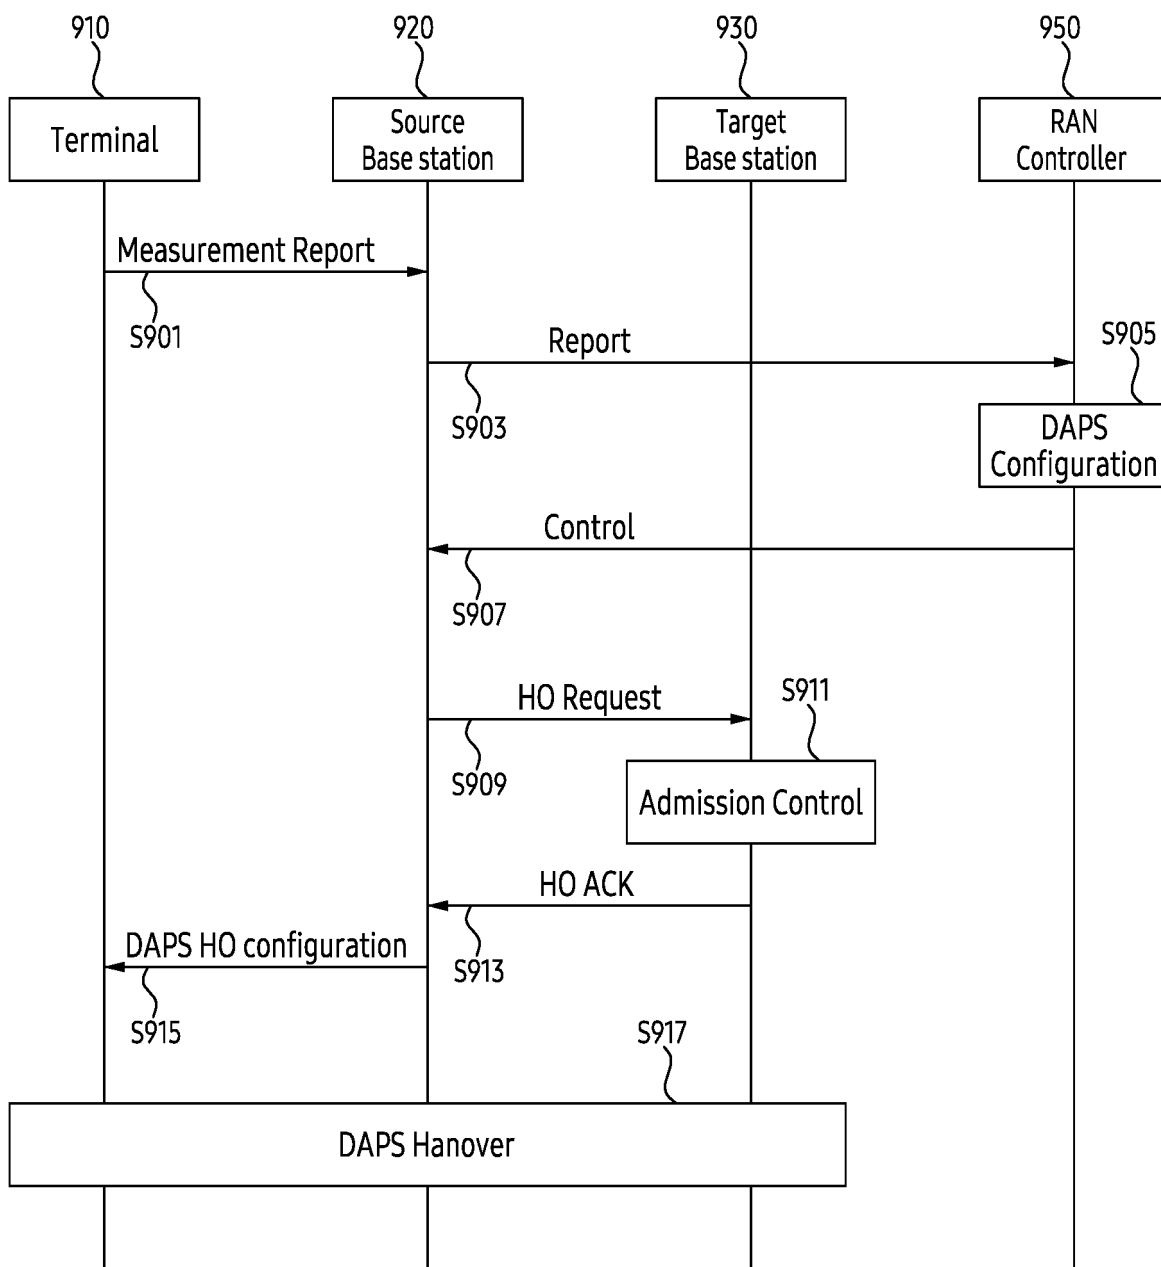 910
920
930
950
Terminal
Source
Base station
Target
Base station
RAN
Controller
Measurement Report
S901
Report
S903
S905
DAPS
Configuration
Control
S907
HO Request
S909
S911
Admission Control
HO ACK
S913
DAPS HO configuration
S915
S917
DAPS Hanover